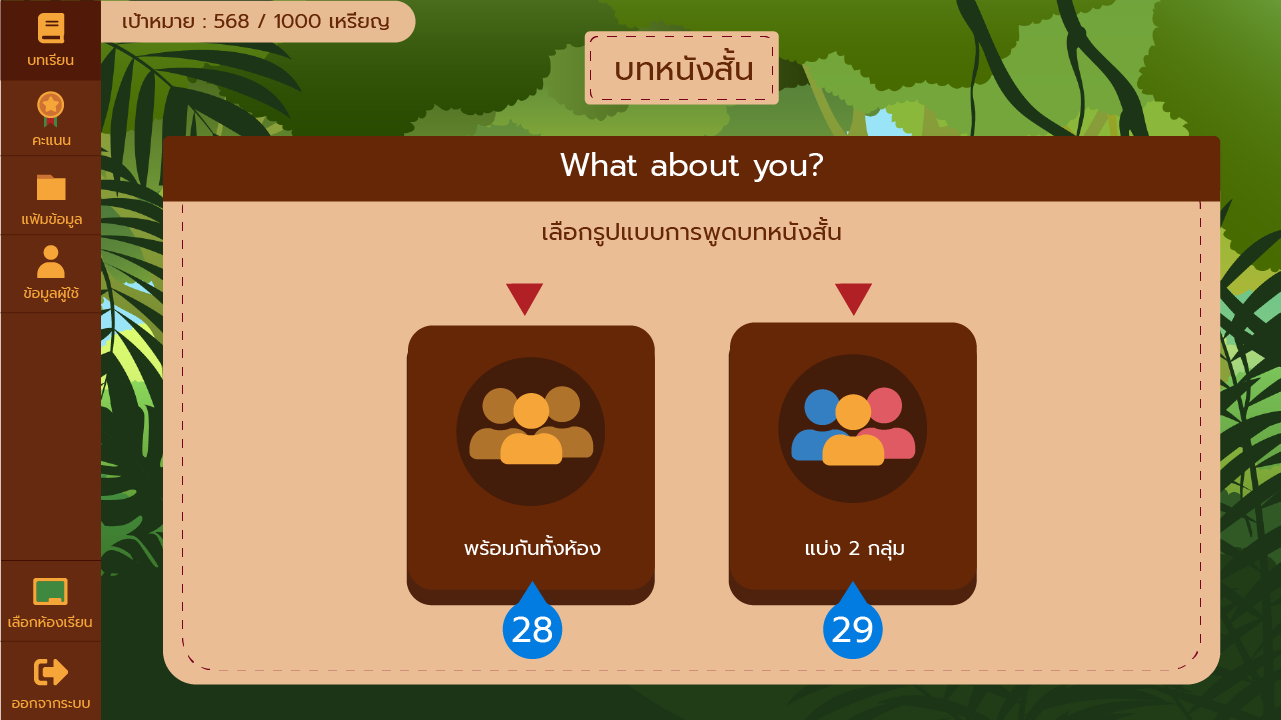 เป้าหมาย : 568 / 1000 เหรียญ
บทหนังสั้น
บทเรียน
คะแนน
แฟ้มข้อมูล
ข้อมูลผู้ใช้
เลือกห้องเรียน
ออกจากระบบ
What about you?
เลือกรูปแบบการพูดบทหนังสั้น
พร้อมกันทั้งห้อง
แบ่ง 2 กลุ่ม
28
29